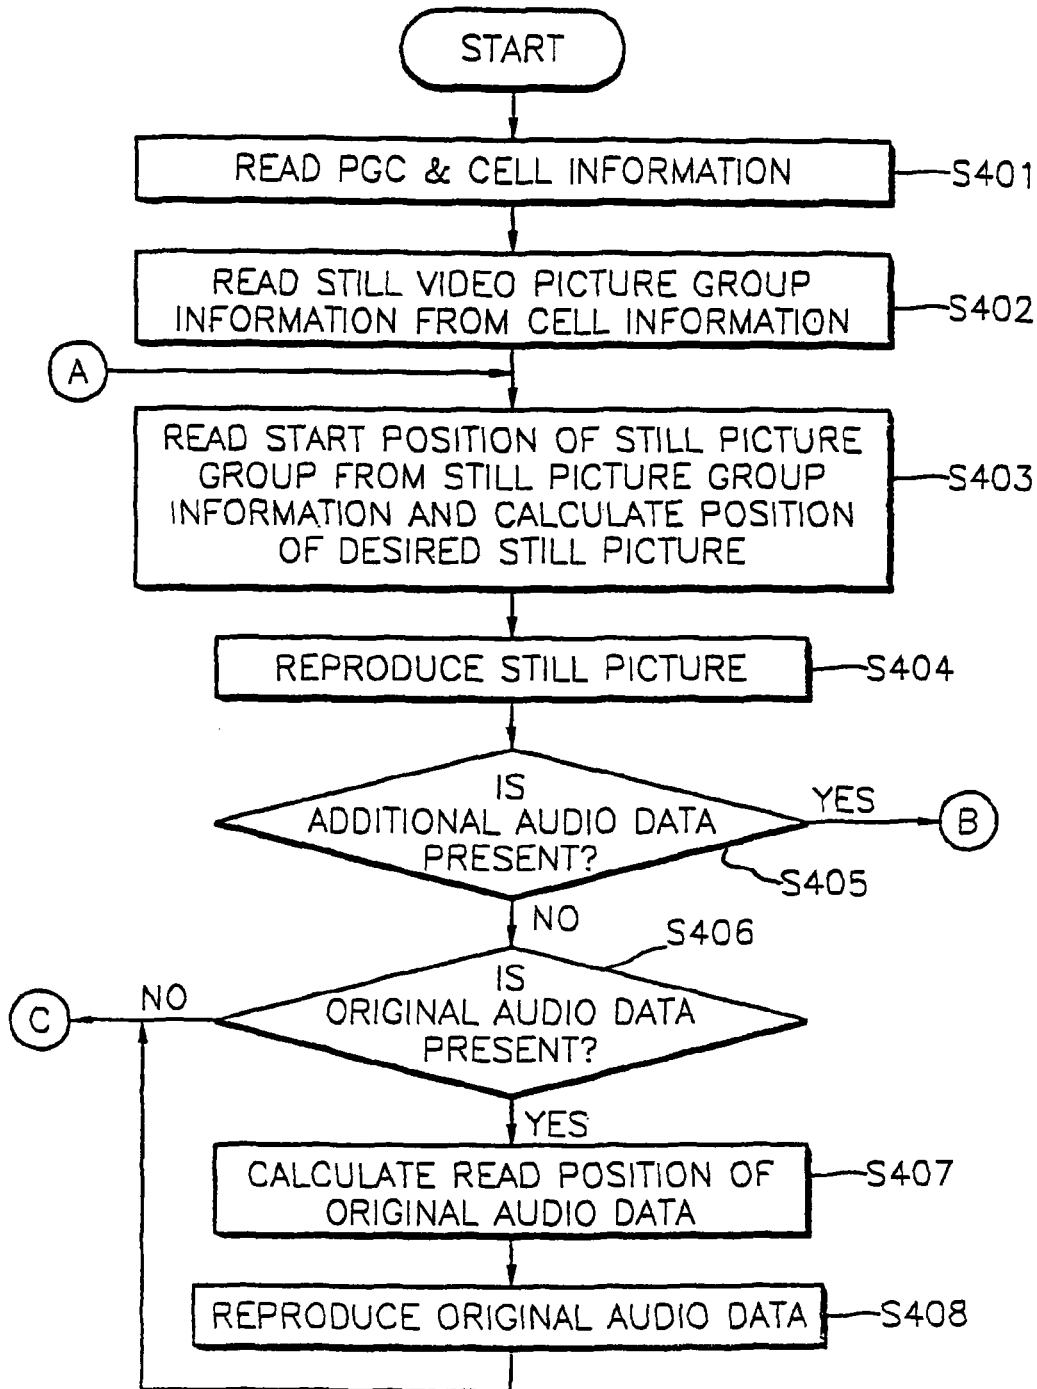 START
READ PGC & CELL INFORMATION
S401
READ STILL VIDEO PICTURE GROUP
INFORMATION FROM CELL INFORMATION
S402
A
READ START POSITION OF STILL PICTURE
GROUP FROM STILL PICTURE GROUP
INFORMATION AND CALCULATE POSITION
OF DESIRED STILL PICTURE
S403
REPRODUCE STILL PICTURE
S404
IS
ADDITIONAL AUDIO DATA
PRESENT?
YES
B
S405
NO
S406
IS
ORIGINAL AUDIO DATA
PRESENT?
NO
C
YES
CALCULATE READ POSITION OF
ORIGINAL AUDIO DATA
S407
REPRODUCE ORIGINAL AUDIO DATA
S408